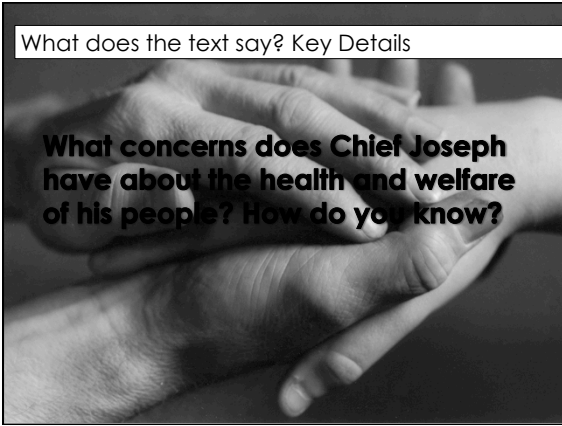 What does the text say? Key Details
What concerns does Chief Joseph
have about the health and welfare
of his people? How do you know?